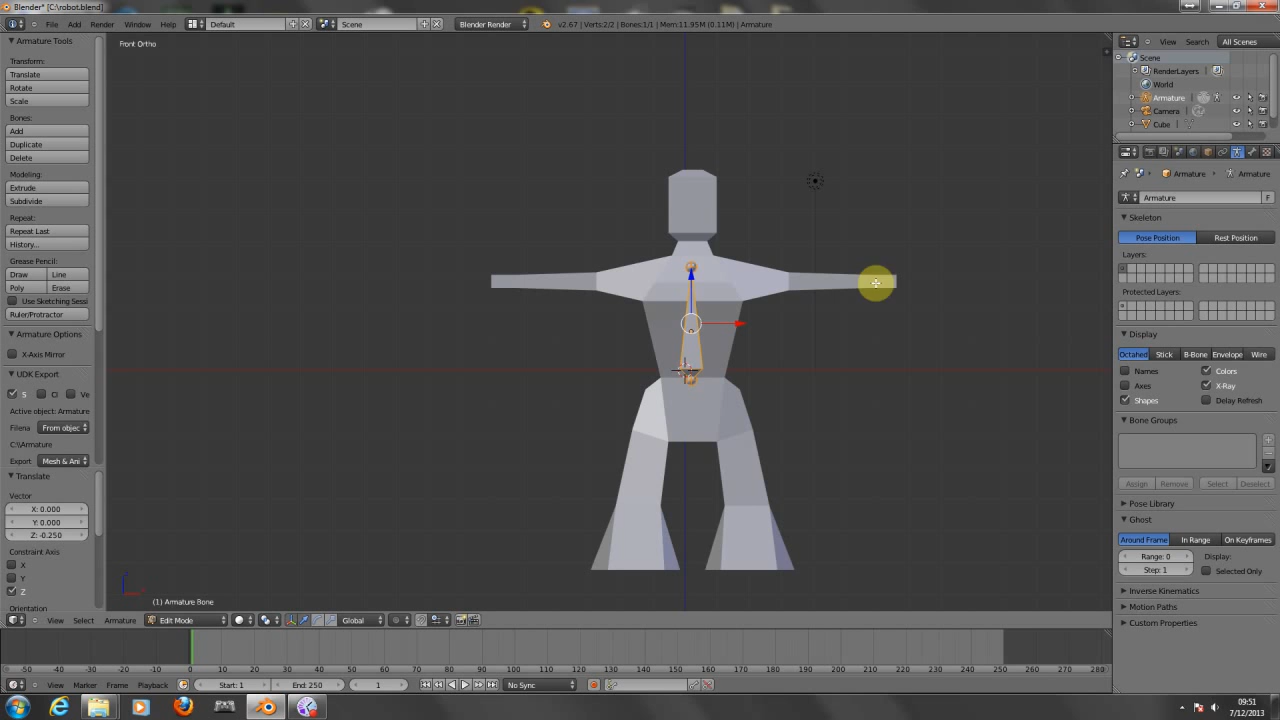 Blender* [C:\robot.blend]
File Add Render Window Help Default Scene Blender Render v2.67 | Verts:2/2 | Bones:1/1 | Mem:11.95M (0.11M) | Armature
Armature Tools
Transform:
Translate
Rotate
Scale
Bones:
Add
Duplicate
Delete
Modeling:
Extrude
Subdivide
Repeat:
Repeat Last
History...
Grease Pencil:
Draw Line
Poly Erase
Use Sketching Sessi
Ruler/Protractor
Armature Options
X-Axis Mirror
UDK Export
S Cl Ve
Active object: Armature
Filena From objec
C:\\Armature
Export Mesh & Ani
Translate
Vector
X: 0.000
Y: 0.000
Z: -0.250
Constraint Axis
X
Y
Z
Orientation
Front Ortho
(1) Armature Bone
View Select Armature Edit Mode Global
View Search All Scenes
Scene
RenderLayers
World
Armature
Camera
Cube
Armature Armature
Armature F
Skeleton
Pose Position Rest Position
Layers:
Protected Layers:
Display
Octahed Stick B-Bone Envelope Wire
Names Colors
Axes X-Ray
Shapes Delay Refresh
Bone Groups
Assign Remove Select Deselect
Pose Library
Ghost
Around Frame In Range On Keyframes
Range: 0 Display:
Step: 1 Selected Only
Inverse Kinematics
Motion Paths
Custom Properties
-50 -40 -30 -20 -10 0 10 20 30 40 50 60 70 80 90 100 110 120 130 140 150 160 170 180 190 200 210 220 230 240 250 260 270 280
View Marker Frame Playback Start: 1 End: 250 1 No Sync
09:51
7/12/2013